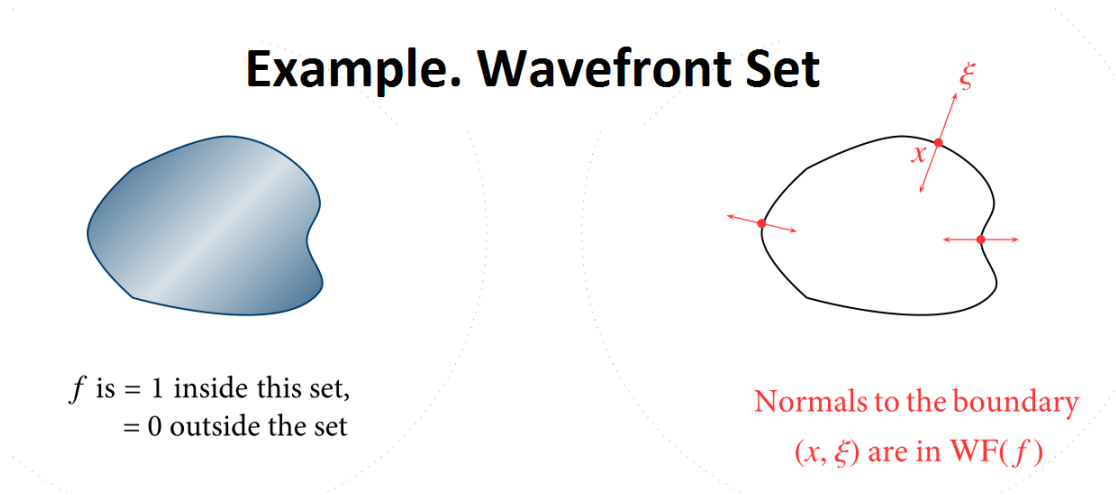 Example. Wavefront Set
ξ
x
f is = 1 inside this set,
= 0 outside the set
Normals to the boundary
(x, ξ) are in WF(f)